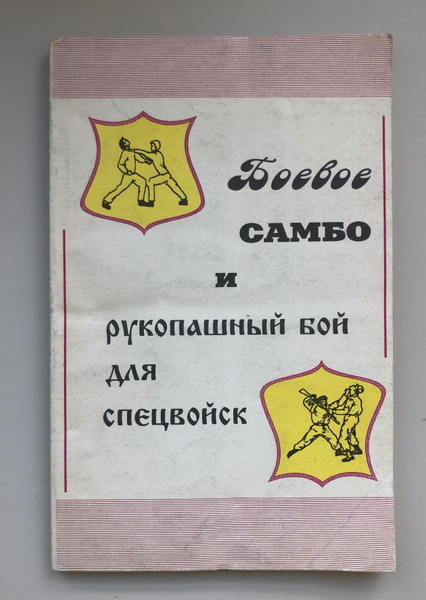 Боевое
САМБО
и
РУКОПАШНЫЙ БОЙ
ДЛЯ
СПЕЦВОЙСК